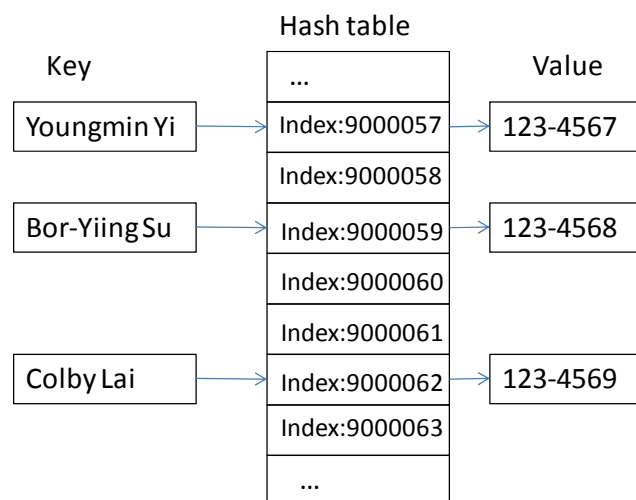 Hash table
Key
Value
...
Youngmin Yi
Index:9000057
123-4567
Index:9000058
Bor-Yiing Su
Index:9000059
123-4568
Index:9000060
Index:9000061
Colby Lai
Index:9000062
123-4569
Index:9000063
...